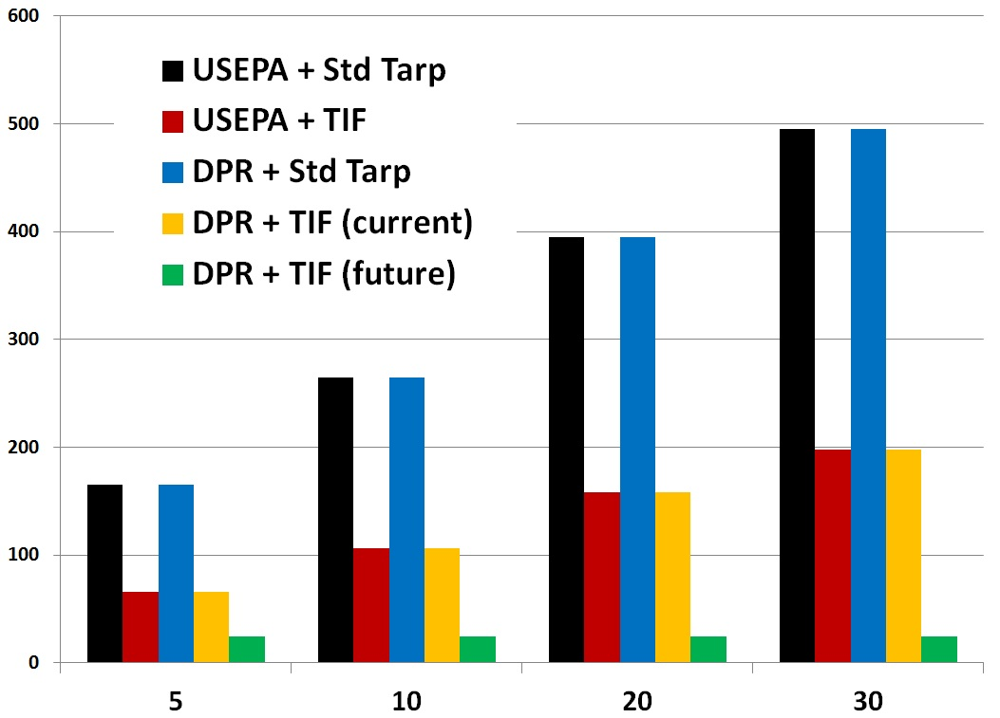 600
500
400
300
200
100
0
USEPA + Std Tarp
USEPA + TIF
DPR + Std Tarp
DPR + TIF (current)
DPR + TIF (future)
5 10 20 30